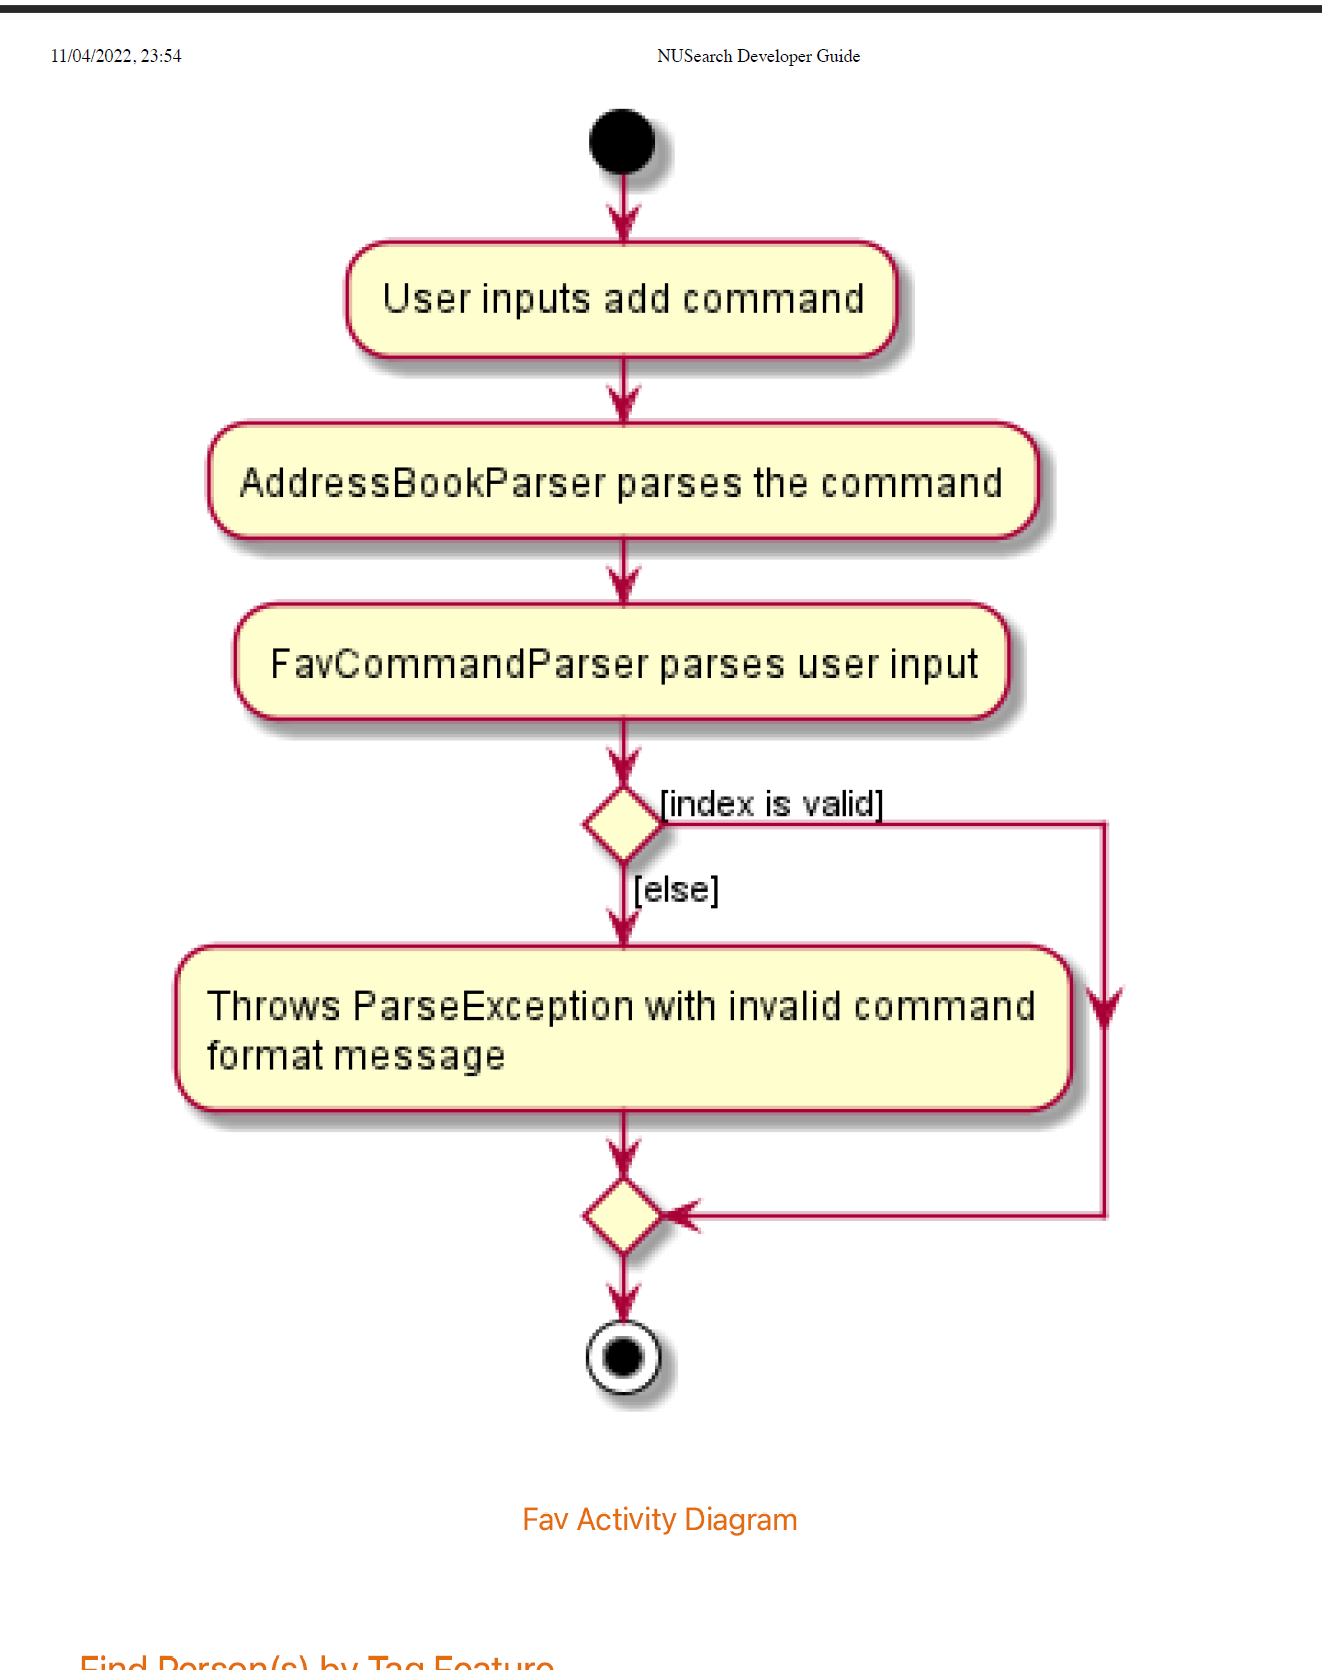 11/04/2022, 23:54
NUSearch Developer Guide
User inputs add command
AddressBookParser parses the command
FavCommandParser parses user input
[index is valid]
[else]
Throws ParseException with invalid command
format message
Fav Activity Diagram
Find Person(s) by Tag Feature